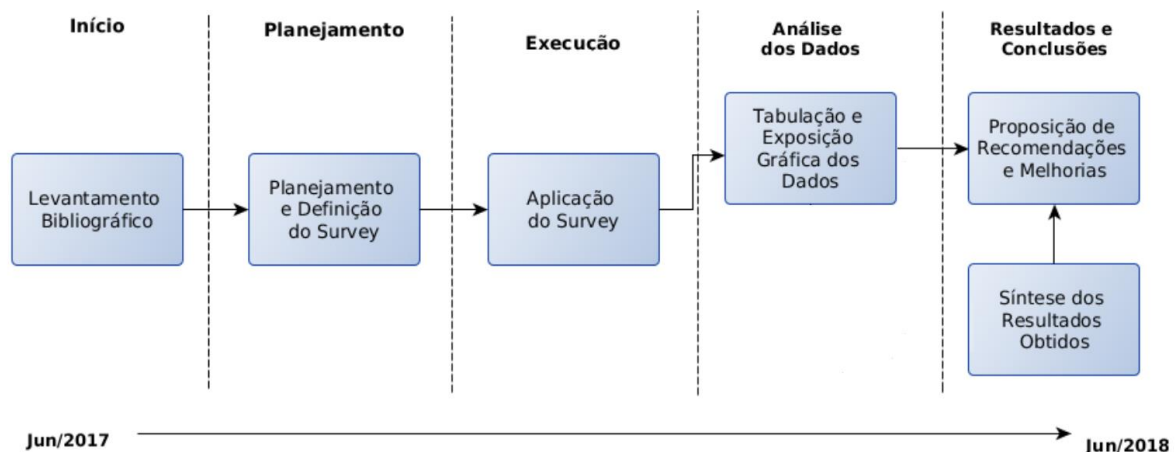 Início
Planejamento
Execução
Análise
dos Dados
Resultados e
Conclusões
Levantamento
Bibliográfico
Planejamento
e Definição
do Survey
Aplicação
do Survey
Tabulação e
Exposição
Gráfica dos
Dados
Proposição de
Recomendações
e Melhorias
Síntese dos
Resultados
Obtidos
Jun/2017
Jun/2018